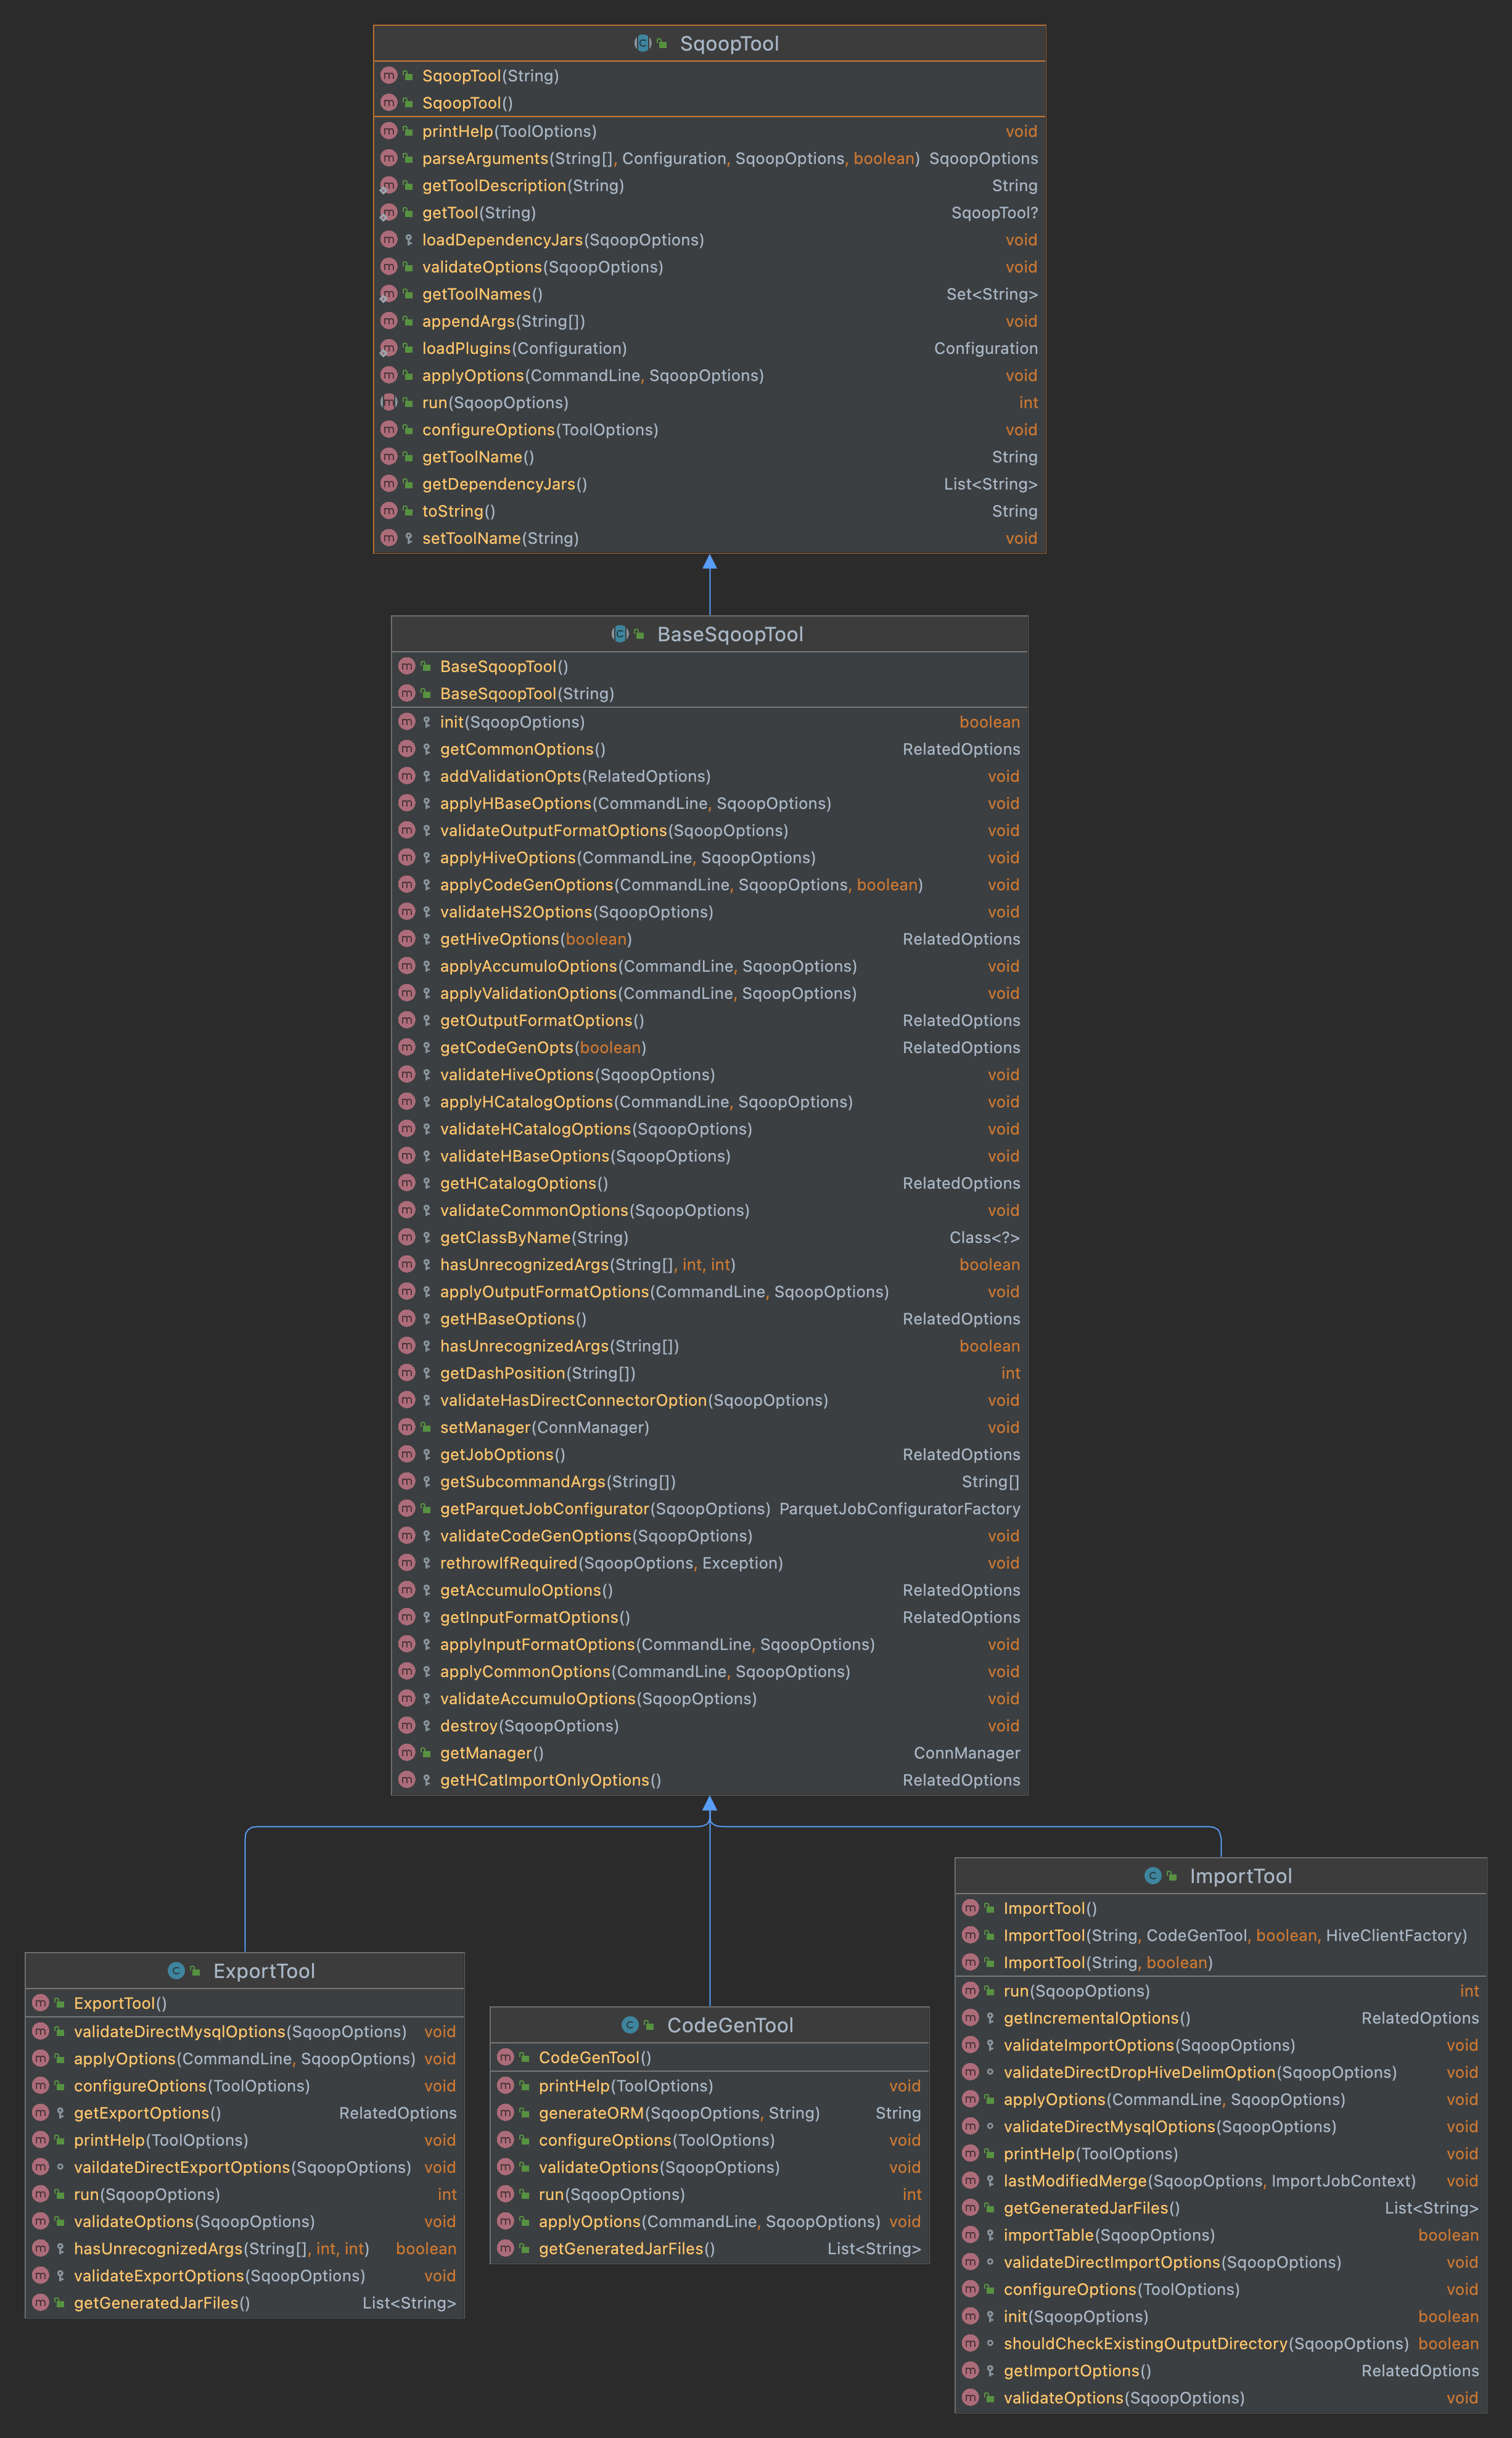 SqoopTool
SqoopTool(String)
SqoopTool()
printHelp(ToolOptions) void
parseArguments(String[], Configuration, SqoopOptions, boolean) SqoopOptions
getToolDescription(String) String
getTool(String) SqoopTool?
loadDependencyJars(SqoopOptions) void
validateOptions(SqoopOptions) void
getToolNames() Set<String>
appendArgs(String[]) void
loadPlugins(Configuration) Configuration
applyOptions(CommandLine, SqoopOptions) void
run(SqoopOptions) int
configureOptions(ToolOptions) void
getToolName() String
getDependencyJars() List<String>
toString() String
setToolName(String) void
BaseSqoopTool
BaseSqoopTool()
BaseSqoopTool(String)
init(SqoopOptions) boolean
getCommonOptions() RelatedOptions
addValidationOpts(RelatedOptions) void
applyHBaseOptions(CommandLine, SqoopOptions) void
validateOutputFormatOptions(SqoopOptions) void
applyHiveOptions(CommandLine, SqoopOptions) void
applyCodeGenOptions(CommandLine, SqoopOptions, boolean) void
validateHS2Options(SqoopOptions) void
getHiveOptions(boolean) RelatedOptions
applyAccumuloOptions(CommandLine, SqoopOptions) void
applyValidationOptions(CommandLine, SqoopOptions) void
getOutputFormatOptions() RelatedOptions
getCodeGenOpts(boolean) RelatedOptions
validateHiveOptions(SqoopOptions) void
applyHCatalogOptions(CommandLine, SqoopOptions) void
validateHCatalogOptions(SqoopOptions) void
validateHBaseOptions(SqoopOptions) void
getHCatalogOptions() RelatedOptions
validateCommonOptions(SqoopOptions) void
getClassByName(String) Class<?>
hasUnrecognizedArgs(String[], int, int) boolean
applyOutputFormatOptions(CommandLine, SqoopOptions) void
getHBaseOptions() RelatedOptions
hasUnrecognizedArgs(String[]) boolean
getDashPosition(String[]) int
validateHasDirectConnectorOption(SqoopOptions) void
setManager(ConnManager) void
getJobOptions() RelatedOptions
getSubcommandArgs(String[]) String[]
getParquetJobConfigurator(SqoopOptions) ParquetJobConfiguratorFactory
validateCodeGenOptions(SqoopOptions) void
rethrowIfRequired(SqoopOptions, Exception) void
getAccumuloOptions() RelatedOptions
getInputFormatOptions() RelatedOptions
applyInputFormatOptions(CommandLine, SqoopOptions) void
applyCommonOptions(CommandLine, SqoopOptions) void
validateAccumuloOptions(SqoopOptions) void
destroy(SqoopOptions) void
getManager() ConnManager
getHCatImportOnlyOptions() RelatedOptions
ExportTool
ExportTool()
validateDirectMysqlOptions(SqoopOptions) void
applyOptions(CommandLine, SqoopOptions) void
configureOptions(ToolOptions) void
getExportOptions() RelatedOptions
printHelp(ToolOptions) void
vaildateDirectExportOptions(SqoopOptions) void
run(SqoopOptions) int
validateOptions(SqoopOptions) void
hasUnrecognizedArgs(String[], int, int) boolean
validateExportOptions(SqoopOptions) void
getGeneratedJarFiles() List<String>
CodeGenTool
CodeGenTool()
printHelp(ToolOptions) void
generateORM(SqoopOptions, String) String
configureOptions(ToolOptions) void
validateOptions(SqoopOptions) void
run(SqoopOptions) int
applyOptions(CommandLine, SqoopOptions) void
getGeneratedJarFiles() List<String>
ImportTool
ImportTool()
ImportTool(String, CodeGenTool, boolean, HiveClientFactory)
ImportTool(String, boolean)
run(SqoopOptions) int
getIncrementalOptions() RelatedOptions
validateImportOptions(SqoopOptions) void
validateDirectDropHiveDelimOption(SqoopOptions) void
applyOptions(CommandLine, SqoopOptions) void
validateDirectMysqlOptions(SqoopOptions) void
printHelp(ToolOptions) void
lastModifiedMerge(SqoopOptions, ImportJobContext) void
getGeneratedJarFiles() List<String>
importTable(SqoopOptions) boolean
validateDirectImportOptions(SqoopOptions) void
configureOptions(ToolOptions) void
init(SqoopOptions) boolean
shouldCheckExistingOutputDirectory(SqoopOptions) boolean
getImportOptions() RelatedOptions
validateOptions(SqoopOptions) void